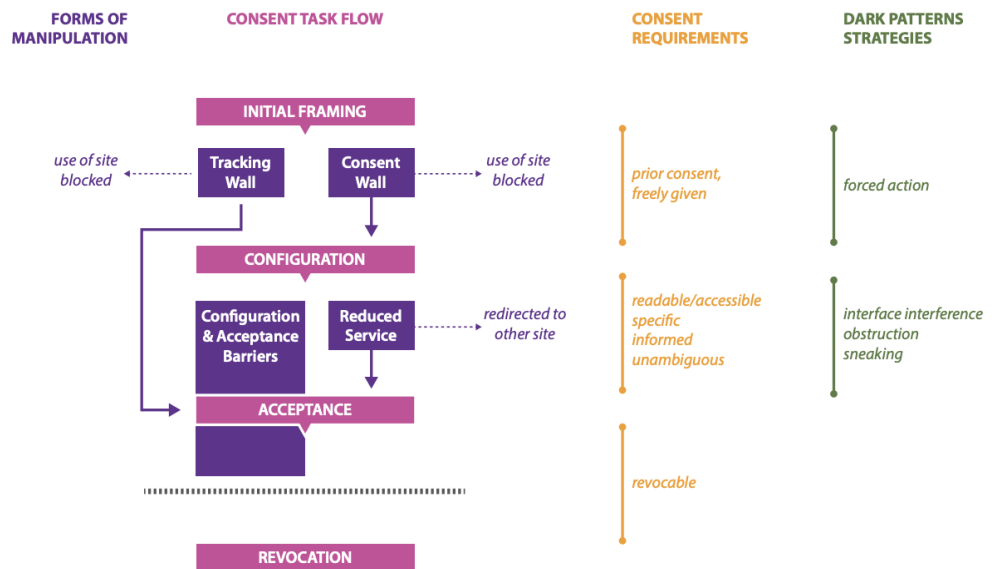 FORMS OF
MANIPULATION
CONSENT TASK FLOW
CONSENT
REQUIREMENTS
DARK PATTERNS
STRATEGIES
INITIAL FRAMING
use of site
blocked
Tracking
Wall
Consent
Wall
use of site
blocked
prior consent,
freely given
forced action
CONFIGURATION
Configuration
& Acceptance
Barriers
Reduced
Service
redirected to
other site
readable/accessible
specific
informed
unambiguous
interface interference
obstruction
sneaking
ACCEPTANCE
revocable
REVOCATION